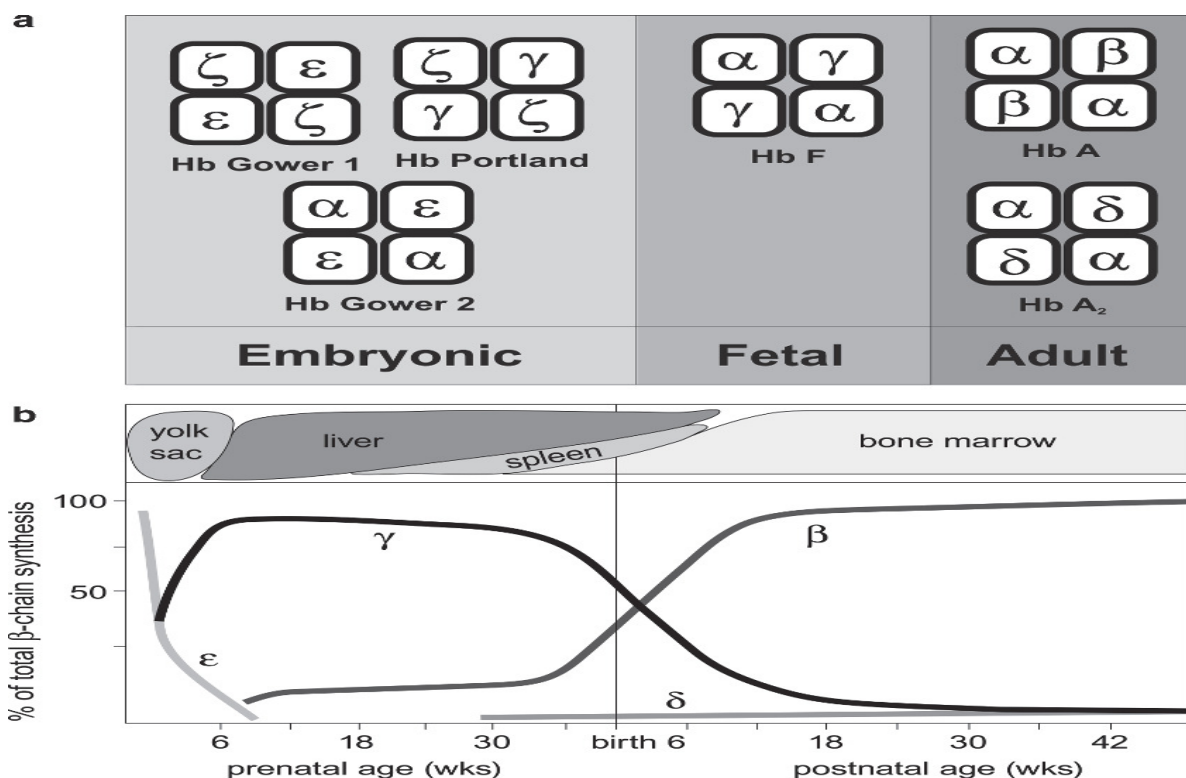 a
ζ ε ζ γ α γ α β
ε ζ γ ζ γ α β α
Hb Gower 1 Hb Portland Hb F Hb A
α ε α δ
ε α δ α
Hb Gower 2 Hb A₂
Embryonic Fetal Adult
b
yolk
sac
liver
spleen
bone marrow
% of total β-chain synthesis
100
50
γ
β
ε
δ
6 18 30 birth 6 18 30 42
prenatal age (wks) postnatal age (wks)